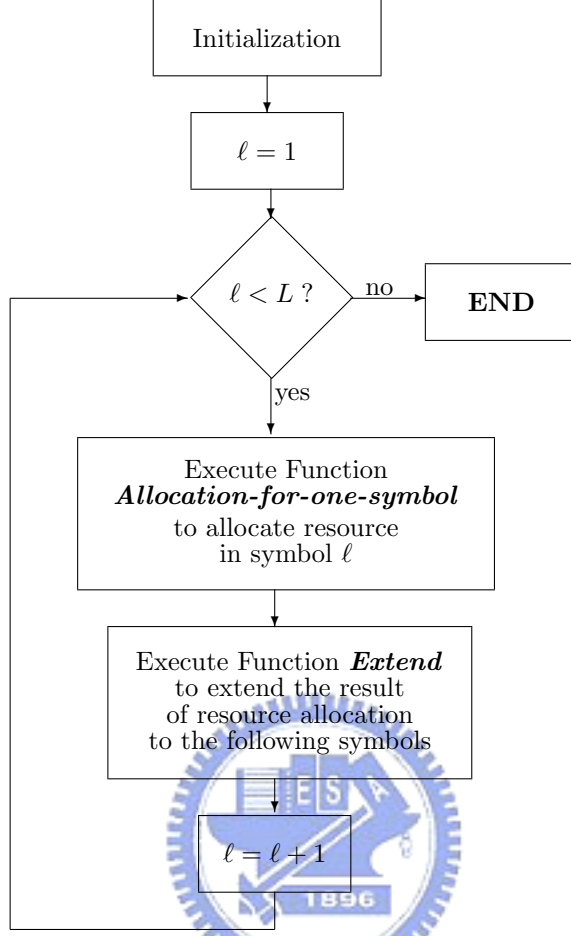 Initialization
ℓ = 1
ℓ < L ?
no
END
yes
Execute Function
Allocation-for-one-symbol
to allocate resource
in symbol ℓ
Execute Function Extend
to extend the result
of resource allocation
to the following symbols
E S A
ℓ = ℓ + 1
1896